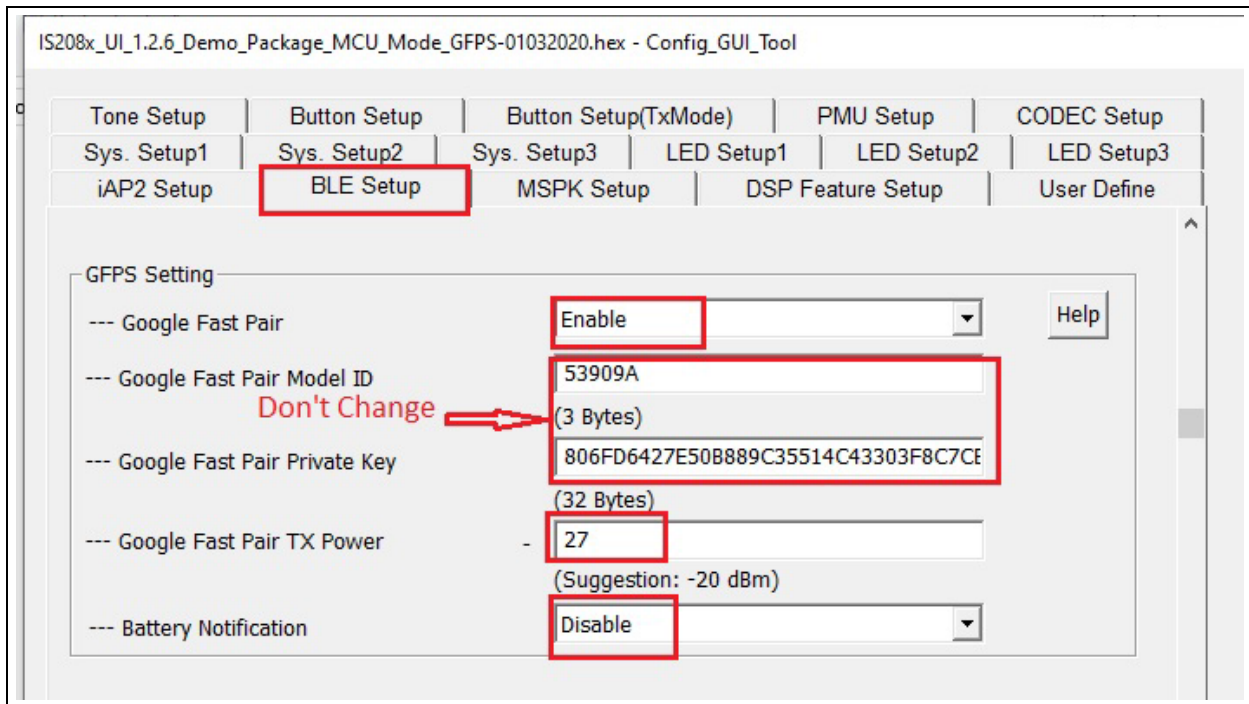 IS208x_UI_1.2.6_Demo_Package_MCU_Mode_GFPS-01032020.hex - Config_GUI_Tool
Tone Setup Button Setup Button Setup(TxMode) PMU Setup CODEC Setup
Sys. Setup1 Sys. Setup2 Sys. Setup3 LED Setup1 LED Setup2 LED Setup3
iAP2 Setup BLE Setup MSPK Setup DSP Feature Setup User Define
GFPS Setting
--- Google Fast Pair Enable Help
--- Google Fast Pair Model ID 53909A
Don't Change (3 Bytes)
--- Google Fast Pair Private Key 806FD6427E50B889C35514C43303F8C7CE
(32 Bytes)
--- Google Fast Pair TX Power - 27
(Suggestion: -20 dBm)
--- Battery Notification Disable